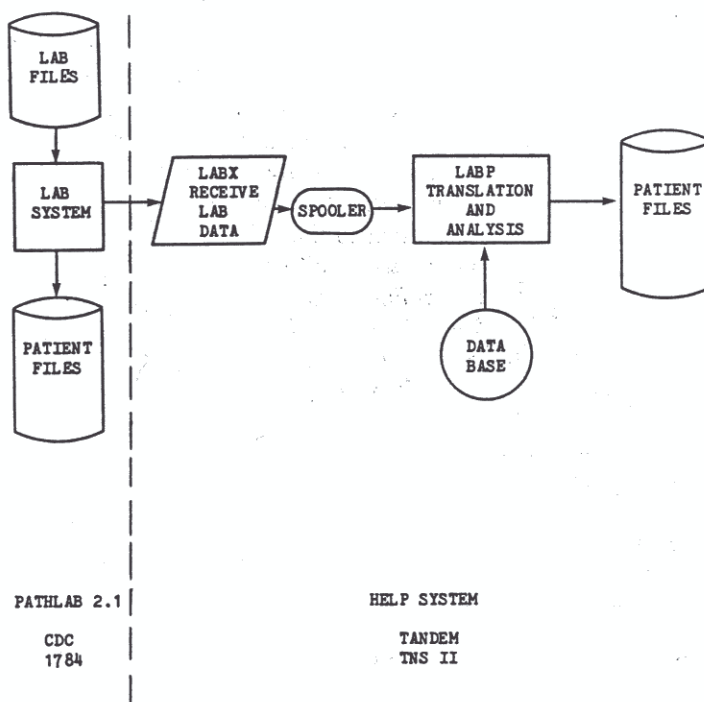 LAB
FILES
LAB
SYSTEM
PATIENT
FILES
LABX
RECEIVE
LAB
DATA
SPOOLER
LABP
TRANSLATION
AND
ANALYSIS
DATA
BASE
PATIENT
FILES
PATHLAB 2.1
CDC
1784
HELP SYSTEM
TANDEM
TNS II